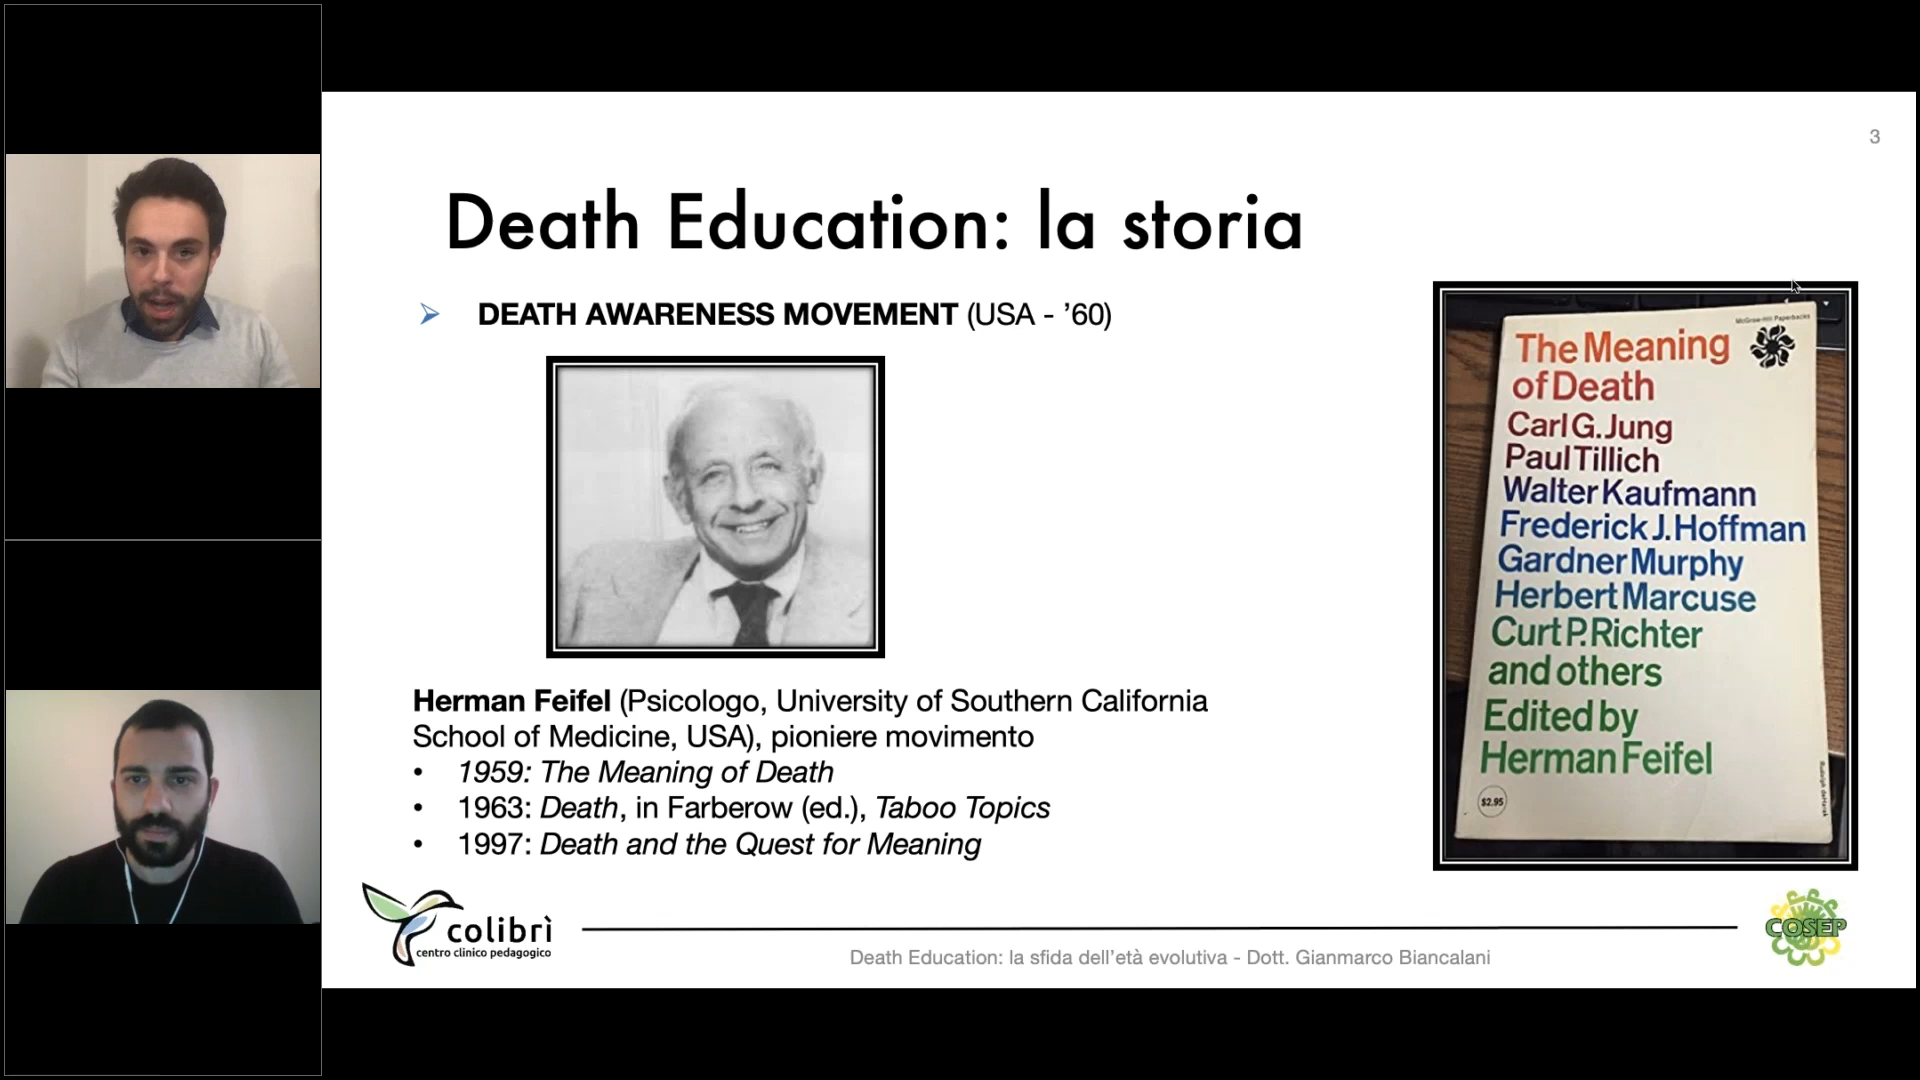 3
Death Education: la storia
➢ DEATH AWARENESS MOVEMENT (USA - ’60)
Herman Feifel (Psicologo, University of Southern California
School of Medicine, USA), pioniere movimento
• 1959: The Meaning of Death
• 1963: Death, in Farberow (ed.), Taboo Topics
• 1997: Death and the Quest for Meaning
McGraw-Hill Paperbacks
The Meaning
of Death
Carl G. Jung
Paul Tillich
Walter Kaufmann
Frederick J. Hoffman
Gardner Murphy
Herbert Marcuse
Curt P. Richter
and others
Edited by
Herman Feifel
$2.95
colibrì
centro clinico pedagogico
Death Education: la sfida dell’età evolutiva - Dott. Gianmarco Biancalani
COSEP